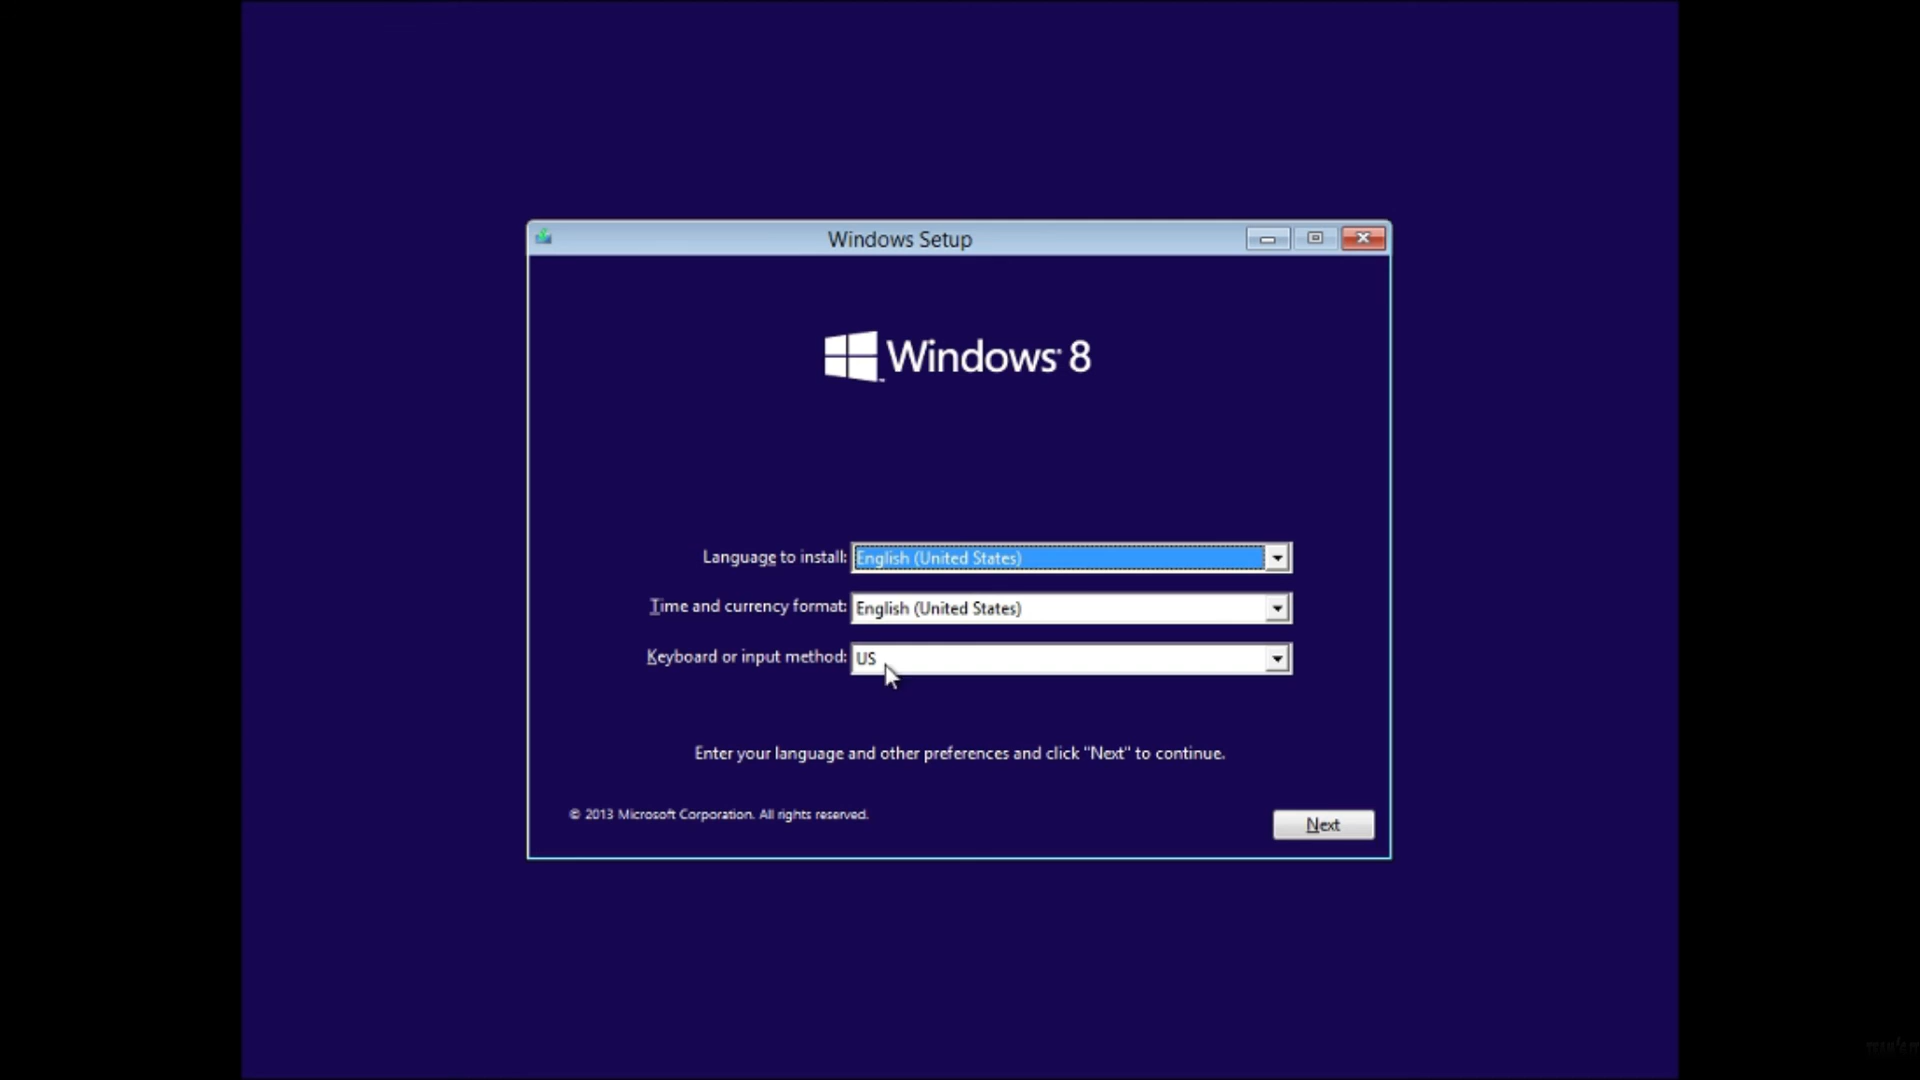 Windows Setup
Windows® 8
Language to install: English (United States)
Time and currency format: English (United States)
Keyboard or input method: US
Enter your language and other preferences and click "Next" to continue.
© 2013 Microsoft Corporation. All rights reserved.
Next